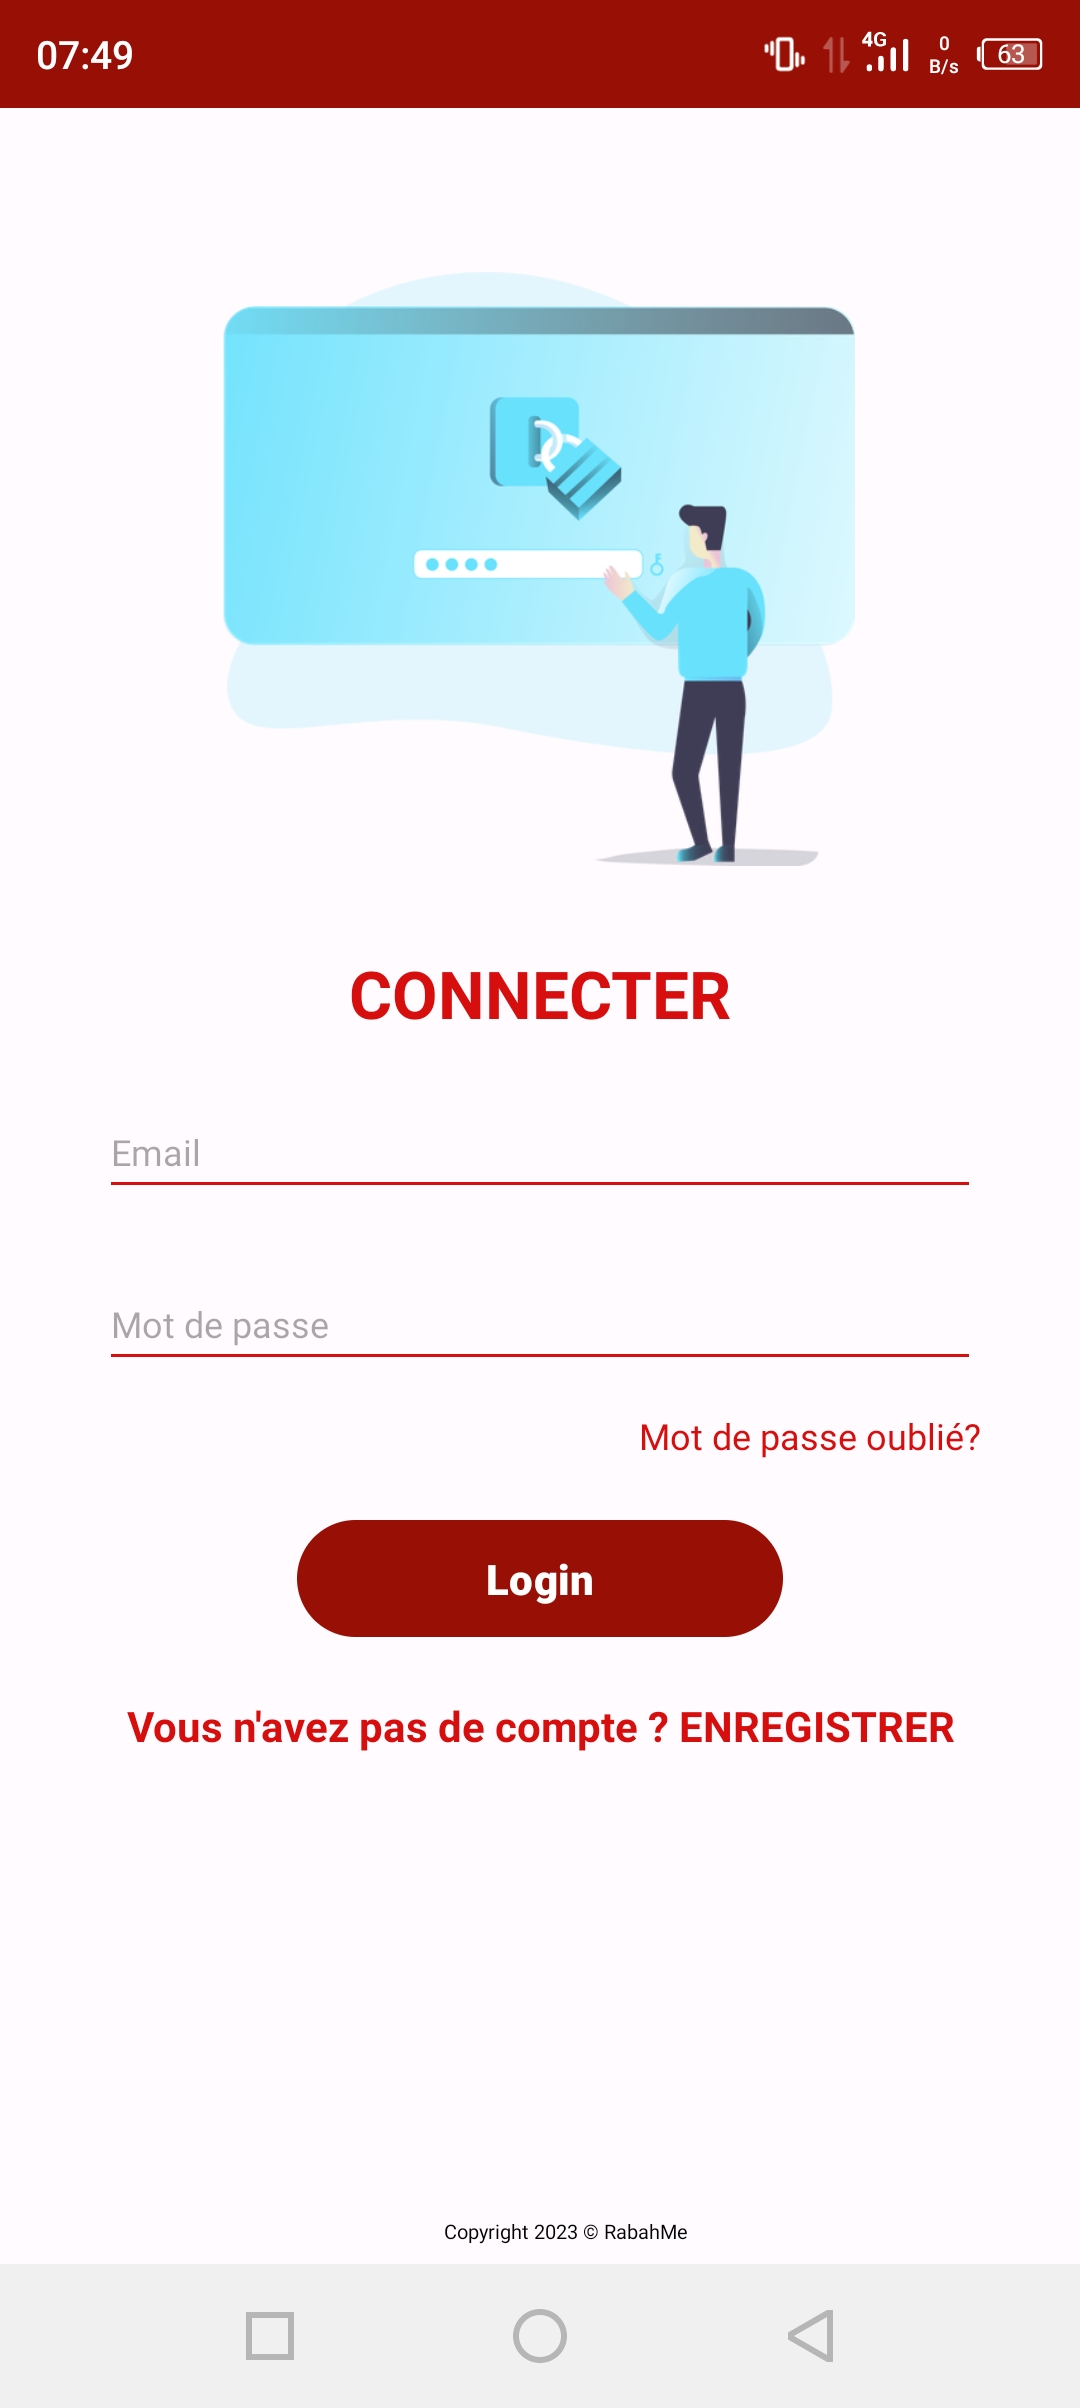 07:49
4G
0
B/s
63
CONNECTER
Email
Mot de passe
Mot de passe oublié?
Login
Vous n'avez pas de compte ? ENREGISTRER
Copyright 2023 © RabahMe